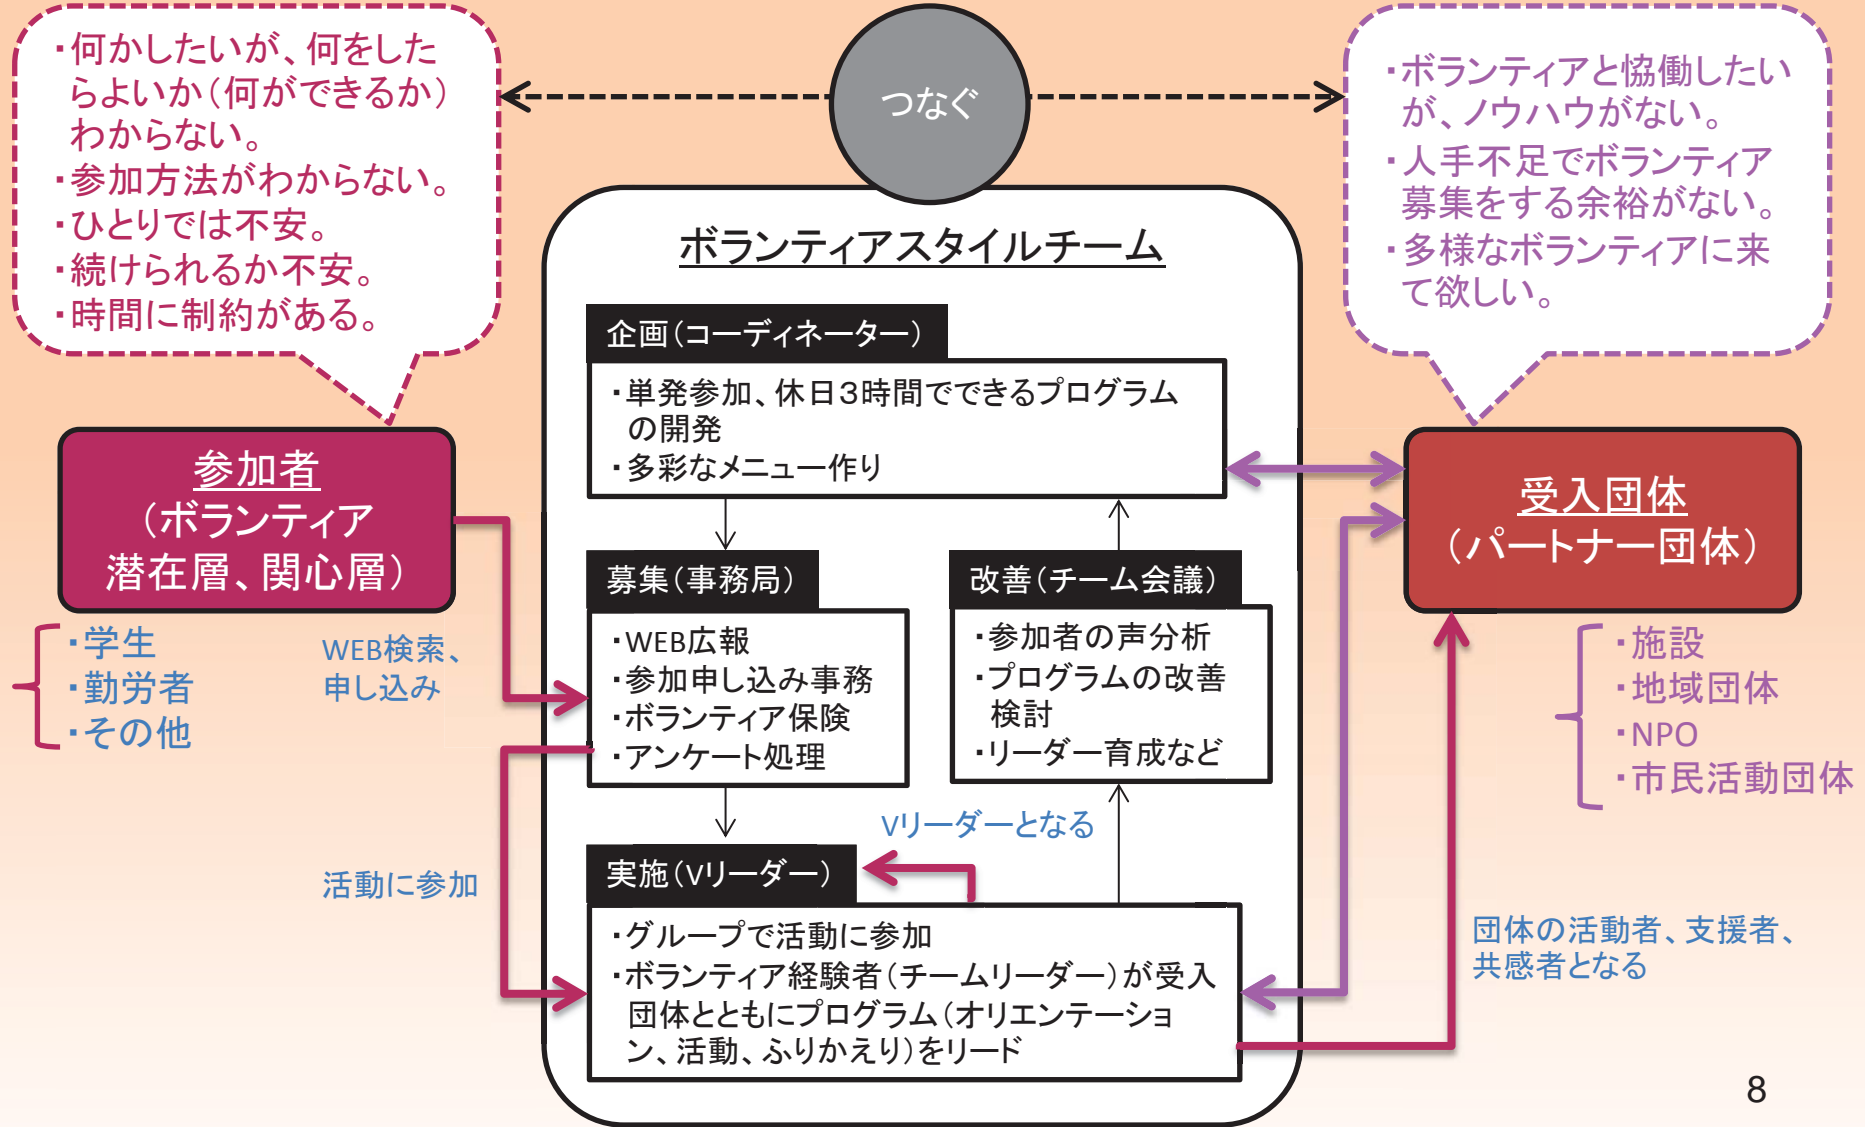 ・何かしたいが、何をした
らよいか（何ができるか）
わからない。
・参加方法がわからない。
・ひとりでは不安。
・続けられるか不安。
・時間に制約がある。
つなぐ
・ボランティアと恊働したい
が、ノウハウがない。
・人手不足でボランティア
募集をする余裕がない。
・多様なボランティアに来
て欲しい。
ボランティアスタイルチーム
企画（コーディネーター）
・単発参加、休日３時間でできるプログラム
の開発
・多彩なメニュー作り
参加者
（ボランティア
潜在層、関心層）
・学生
・勤労者
・その他
WEB検索、
申し込み
募集（事務局）
・WEB広報
・参加申し込み事務
・ボランティア保険
・アンケート処理
改善（チーム会議）
・参加者の声分析
・プログラムの改善
検討
・リーダー育成など
受入団体
（パートナー団体）
・施設
・地域団体
・NPO
・市民活動団体
Vリーダーとなる
活動に参加
実施（Vリーダー）
・グループで活動に参加
・ボランティア経験者（チームリーダー）が受入
団体とともにプログラム（オリエンテーショ
ン、活動、ふりかえり）をリード
団体の活動者、支援者、
共感者となる
8